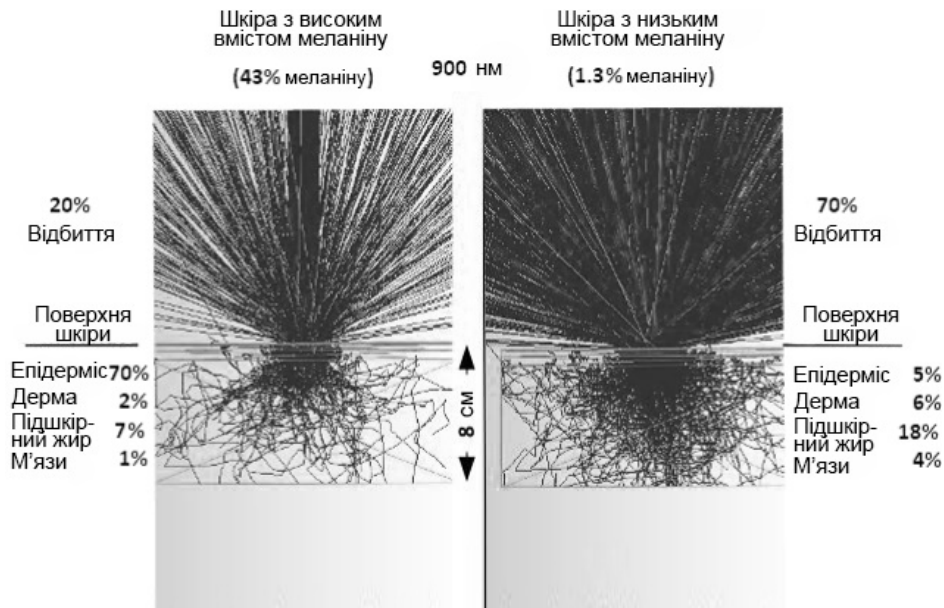 Шкіра з високим
вмістом меланіну
(43% меланіну)
900 нм
Шкіра з низьким
вмістом меланіну
(1.3% меланіну)
20%
Відбиття
70%
Відбиття
Поверхня
шкіри
Епідерміс 70%
Дерма 2%
Підшкір-
ний жир 7%
М'язи 1%
8 см
Поверхня
шкіри
Епідерміс 5%
Дерма 6%
Підшкір-
ний жир 18%
М'язи 4%